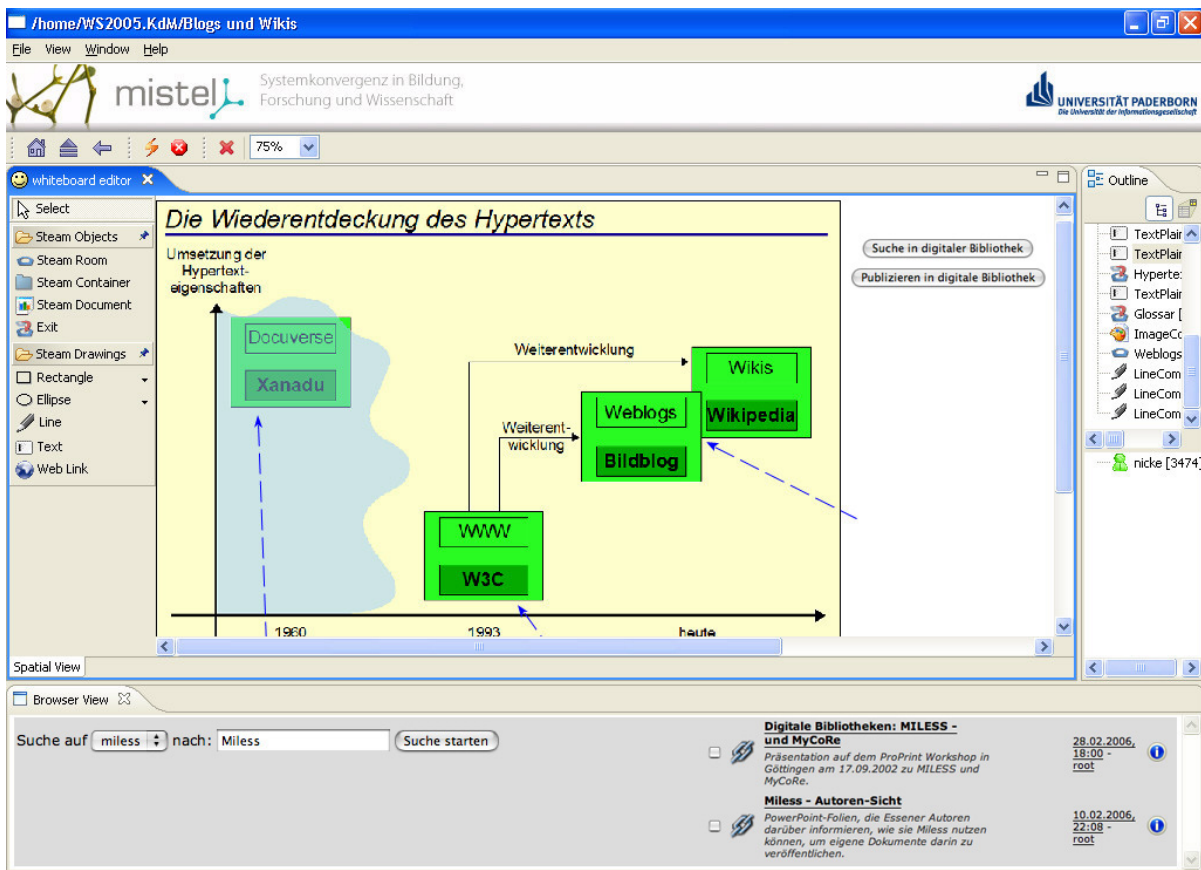 /home/WS2005.KdM/Blogs und Wikis
File View Window Help
mistel
Systemkonvergenz in Bildung,
Forschung und Wissenschaft
UNIVERSITÄT PADERBORN
Die Universität der Informationsgesellschaft
75%
whiteboard editor
Select
Steam Objects
Steam Room
Steam Container
Steam Document
Exit
Steam Drawings
Rectangle
Ellipse
Line
Text
Web Link
Die Wiederentdeckung des Hypertexts
Umsetzung der
Hypertext-
eigenschaften
Docuverse
Xanadu
Weiterentwicklung
Wikis
Wikipedia
Weblogs
Bildblog
Weiterent-
wicklung
WWW
W3C
1960 1993 heute
Suche in digitaler Bibliothek
Publizieren in digitale Bibliothek
Outline
TextPlair
TextPlair
Hyperte:
TextPlair
Glossar [
ImageCc
Weblogs
LineCom
LineCom
LineCom
nicke [3474]
Spatial View
Browser View
Suche auf miless nach: Miless Suche starten
Digitale Bibliotheken: MILESS -
und MyCoRe
Präsentation auf dem ProPrint Workshop in
Göttingen am 17.09.2002 zu MILESS und
MyCoRe.
28.02.2006,
18:00 -
root
Miless - Autoren-Sicht
PowerPoint-Folien, die Essener Autoren
darüber informieren, wie sie Miless nutzen
können, um eigene Dokumente darin zu
veröffentlichen.
10.02.2006,
22:08 -
root